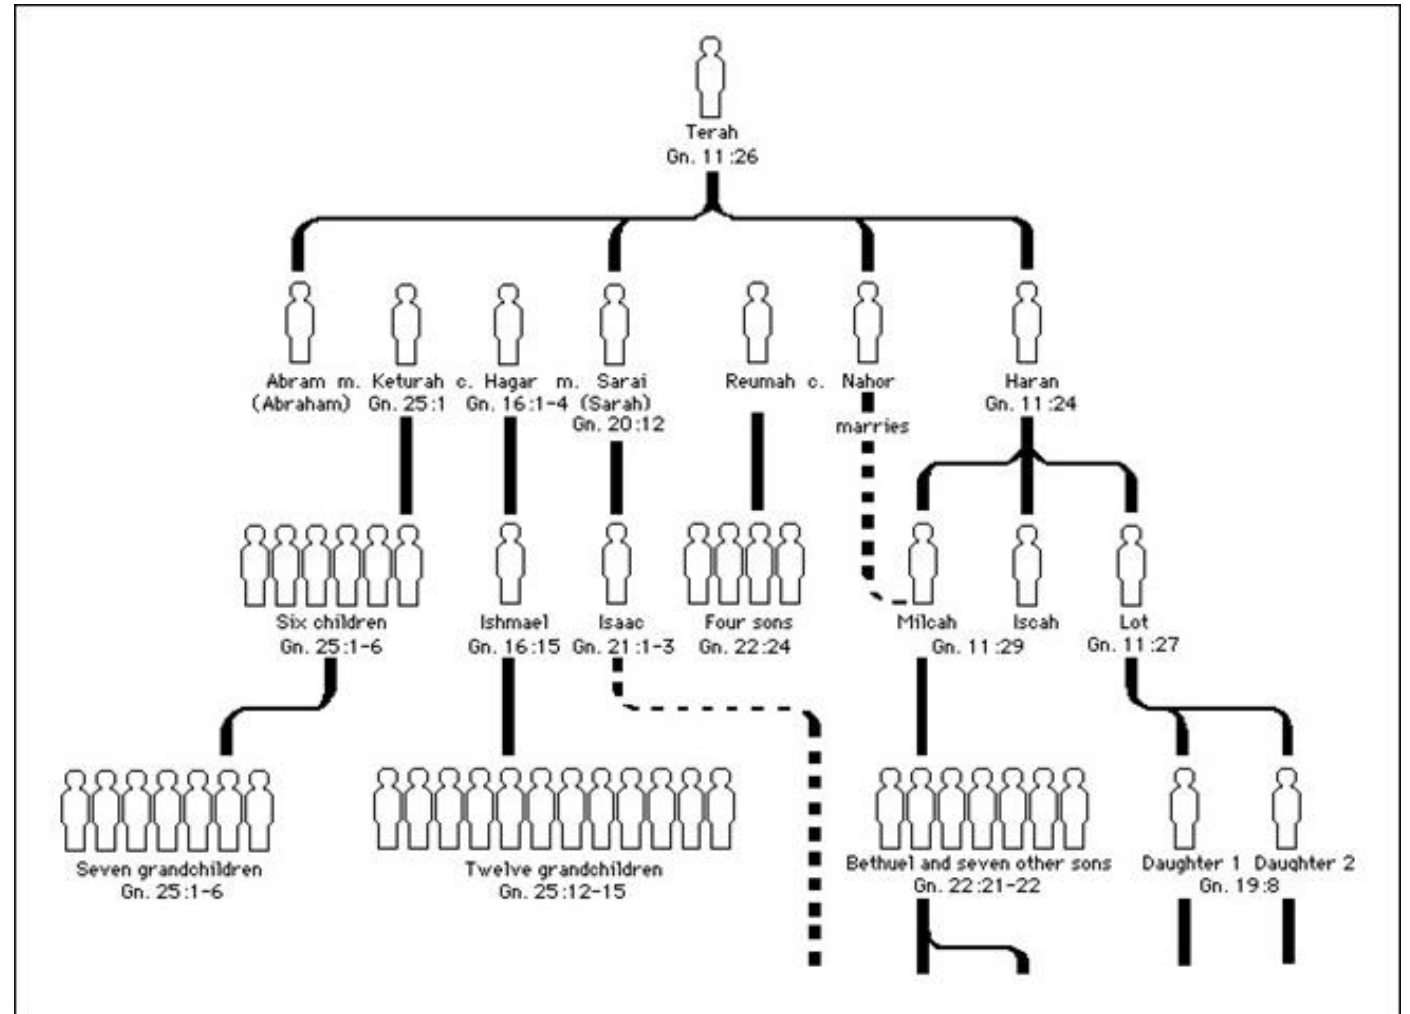 Terah
Gn. 11:26
Abram m. Keturah c. Hagar m. Sarai
(Abraham) Gn. 25:1 Gn. 16:1-4 (Sarah)
Gn. 20:12
Reumah c. Nahor
marries
Haran
Gn. 11:24
Six children
Gn. 25:1-6
Ishmael
Gn. 16:15
Isaac
Gn. 21:1-3
Four sons
Gn. 22:24
Milcah Iscah
Gn. 11:29
Lot
Gn. 11:27
Seven grandchildren
Gn. 25:1-6
Twelve grandchildren
Gn. 25:12-15
Bethuel and seven other sons
Gn. 22:21-22
Daughter 1 Daughter 2
Gn. 19:8